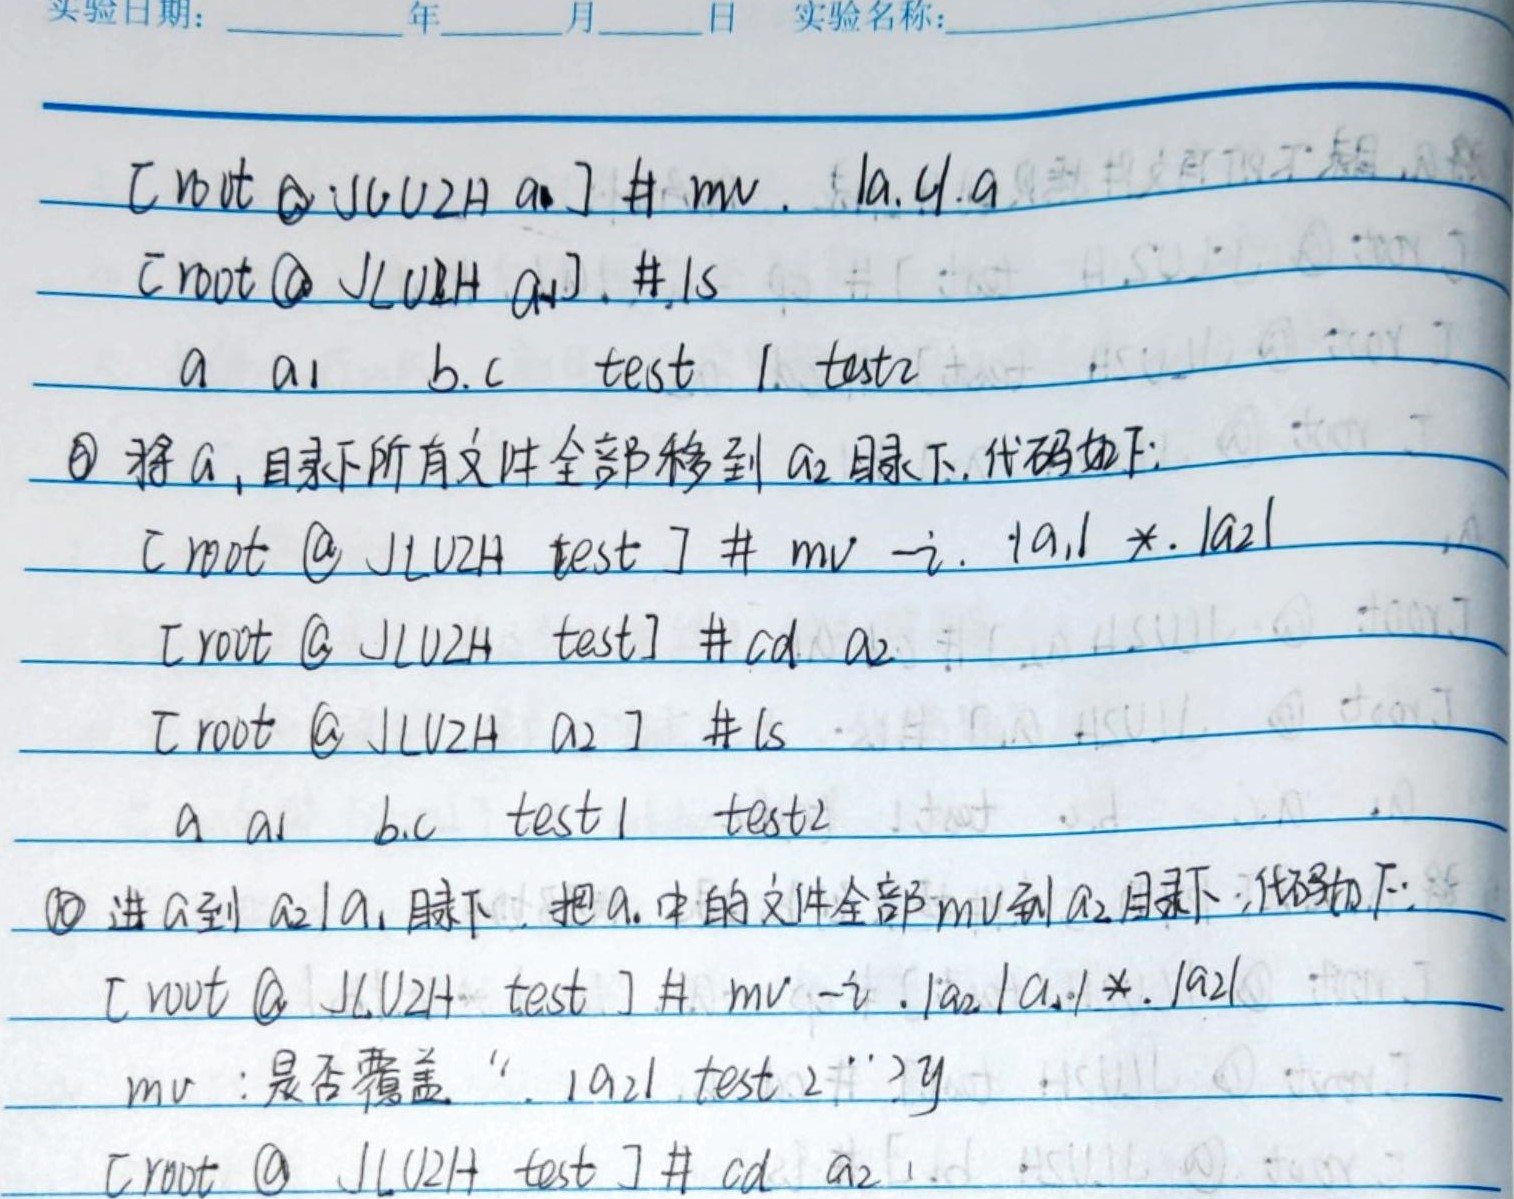 实验日期: 年 月 日 实验名称:
[root @ JLUZH a1] # mv . /a.c/.a
[root @ JLUZH a1]. #.ls
a a1 b.c test 1. test2
⑨ 将a1目录下所有文件全部移到a2目录下.代码如下:
[root @ JLUZH test] # mv -i. /a1/ *. /a2/
[root @ JLUZH test] # cd a2
[root @ JLUZH a2] # ls
a a1 b.c test1 test2
⑩ 进a到a2/a1目录下.把a1中的文件全部mv到a2目录下,代码如下:
[root @ JLUZH test] # mv -i ./a2/a1/ *. /a2/
mv :是否覆盖 “. /a2/ test 2”?y
[root @ JLUZH test] # cd a2